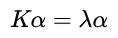 Kα = λα